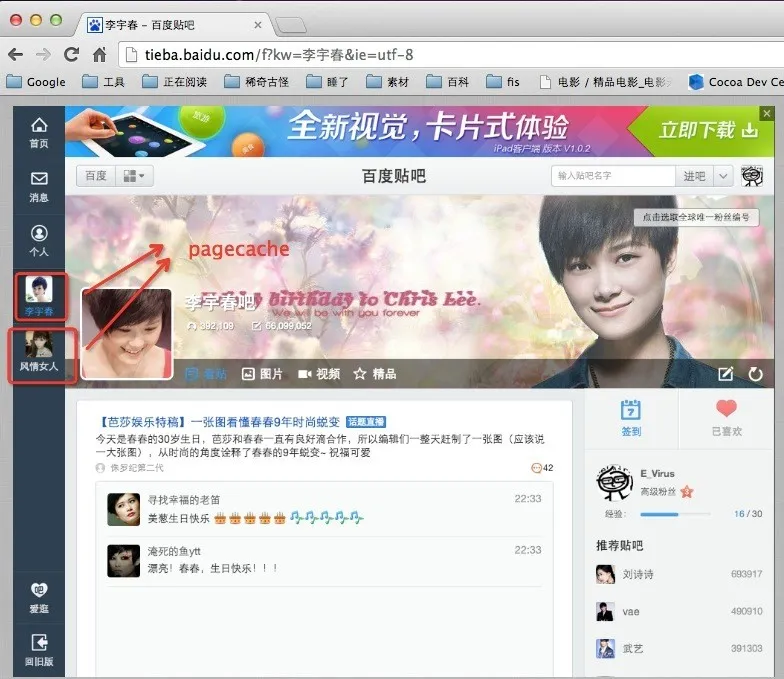 李宇春 - 百度贴吧
tieba.baidu.com/f?kw=李宇春&ie=utf-8
Google 工具 正在阅读 稀奇古怪 睡了 素材 百科 fis 电影 / 精品电影_电影 Cocoa Dev Ce
首页
消息
个人
李宇春
风情女人
爱逛
回旧版
全新视觉，卡片式体验
iPad客户端 版本 V1.0.2
立即下载
百度
百度贴吧
输入贴吧名字
进吧
点击选取全球唯一粉丝编号
pagecache
李宇春吧
birthday to Chris Lee.
We will be with you forever
392,109 66,099,052
看贴 图片 视频 精品
【芭莎娱乐特稿】一张图看懂春春9年时尚蜕变 话题直播
今天是春春的30岁生日，芭莎和春春一直有良好滴合作，所以编辑们一整天赶制了一张图（应该说
一大张图），从时尚的角度诠释了春春的9年蜕变~ 祝福可爱
侏罗纪第二代
42
寻找幸福的老笛
22:33
美憨生日快乐
淹死的鱼ytt
22:33
漂亮！春春，生日快乐！！！
7
签到
已喜欢
E_Virus
高级粉丝
经验：
16 / 30
推荐贴吧
刘诗诗 693917
vae 490910
武艺 391303